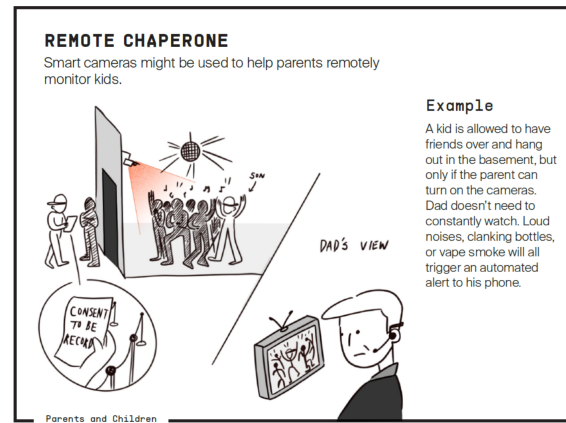 REMOTE CHAPERONE
Smart cameras might be used to help parents remotely
monitor kids.
SON
DAD'S VIEW
CONSENT
TO BE
RECORD
Example
A kid is allowed to have
friends over and hang
out in the basement, but
only if the parent can
turn on the cameras.
Dad doesn't need to
constantly watch. Loud
noises, clanking bottles,
or vape smoke will all
trigger an automated
alert to his phone.
Parents and Children